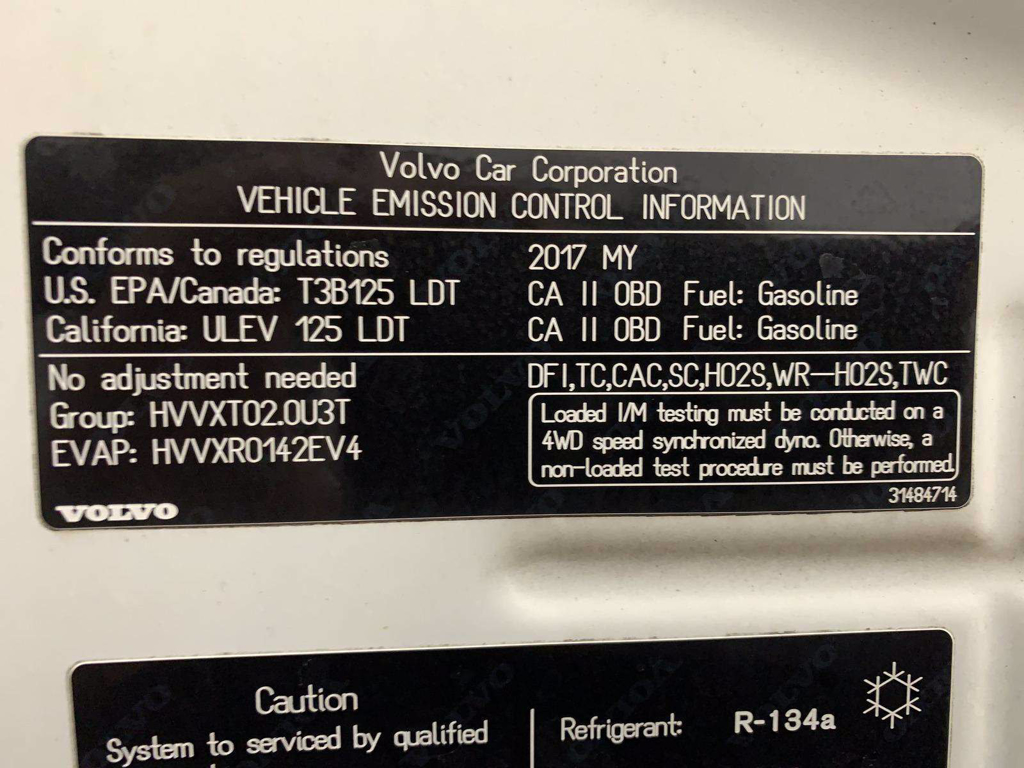 Volvo Car Corporation
VEHICLE EMISSION CONTROL INFORMATION
Conforms to regulations 2017 MY
U.S. EPA/Canada: T3B125 LDT CA II OBD Fuel: Gasoline
California: ULEV 125 LDT CA II OBD Fuel: Gasoline
No adjustment needed DFI,TC,CAC,SC,HO2S,WR-HO2S,TWC
Group: HVVXT02.0U3T
EVAP: HVVXR0142EV4
Loaded I/M testing must be conducted on a
4WD speed synchronized dyno. Otherwise, a
non-loaded test procedure must be performed.
31484714
VOLVO
Caution
System to serviced by qualified
Refrigerant: R-134a